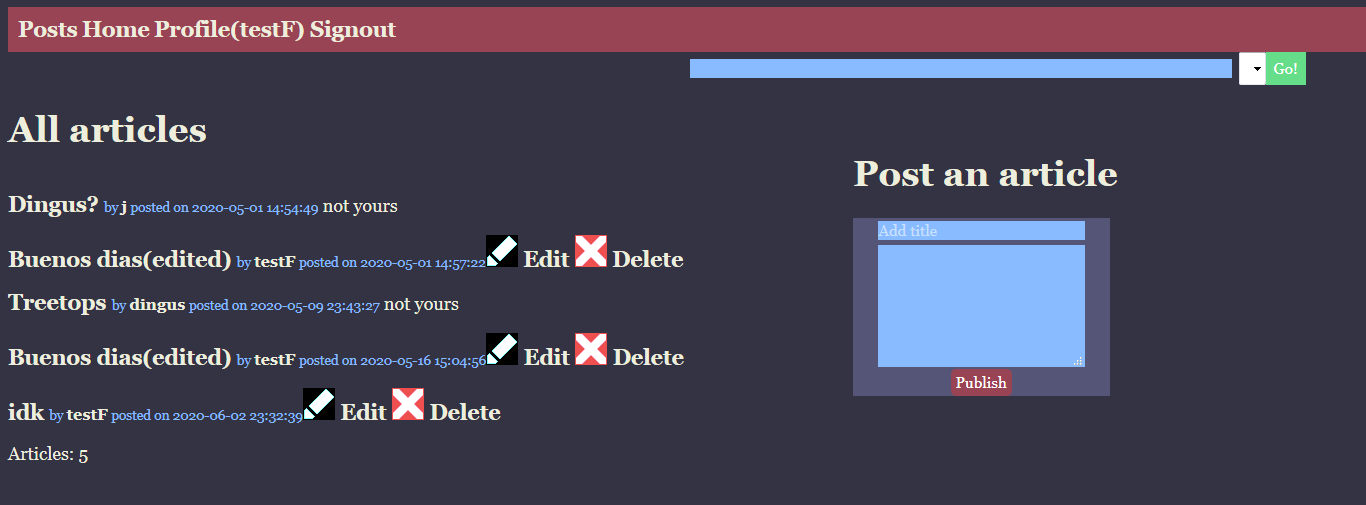 Posts Home Profile(testF) Signout
Go!
All articles
Dingus? by j posted on 2020-05-01 14:54:49 not yours
Buenos dias(edited) by testF posted on 2020-05-01 14:57:22 Edit Delete
Treetops by dingus posted on 2020-05-09 23:43:27 not yours
Buenos dias(edited) by testF posted on 2020-05-16 15:04:56 Edit Delete
idk by testF posted on 2020-06-02 23:32:39 Edit Delete
Articles: 5
Post an article
Add title
Publish